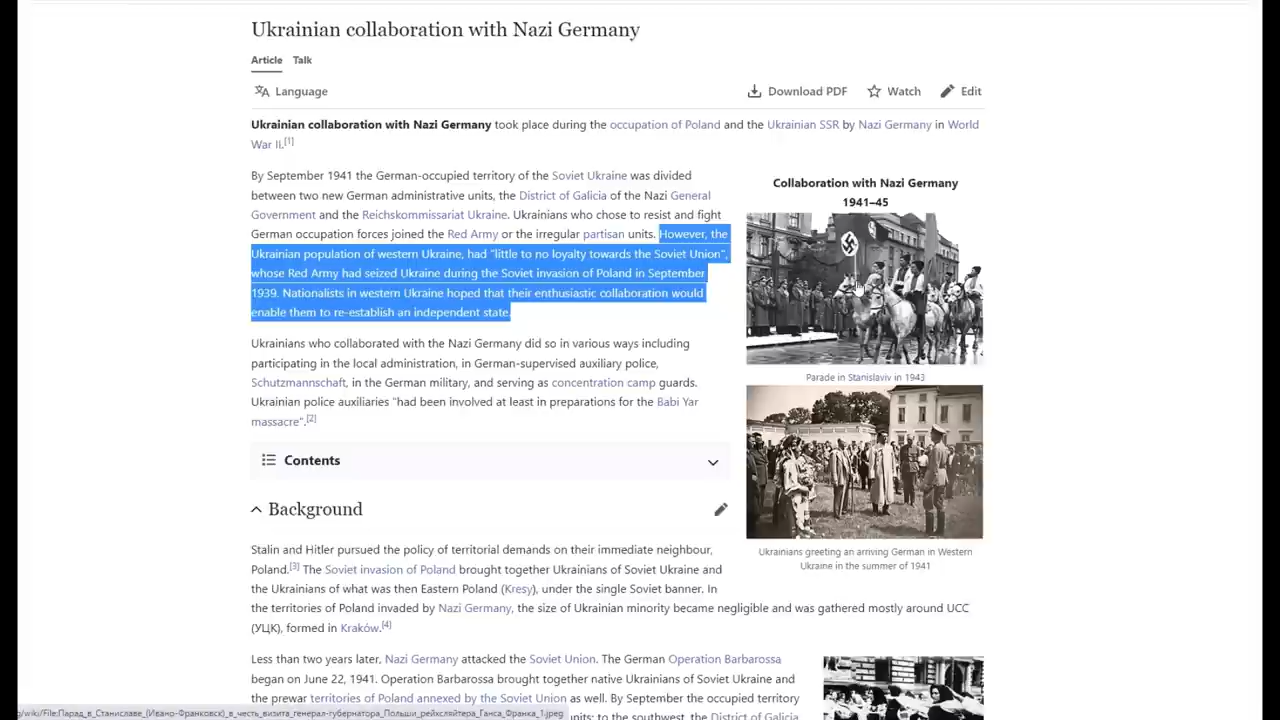 Ukrainian collaboration with Nazi Germany
Article Talk
Language Download PDF Watch Edit
Ukrainian collaboration with Nazi Germany took place during the occupation of Poland and the Ukrainian SSR by Nazi Germany in World
War II.[1]
By September 1941 the German-occupied territory of the Soviet Ukraine was divided
between two new German administrative units, the District of Galicia of the Nazi General
Government and the Reichskommissariat Ukraine. Ukrainians who chose to resist and fight
German occupation forces joined the Red Army or the irregular partisan units. However, the
Ukrainian population of western Ukraine, had "little to no loyalty towards the Soviet Union",
whose Red Army had seized Ukraine during the Soviet invasion of Poland in September
1939. Nationalists in western Ukraine hoped that their enthusiastic collaboration would
enable them to re-establish an independent state.
Ukrainians who collaborated with the Nazi Germany did so in various ways including
participating in the local administration, in German-supervised auxiliary police,
Schutzmannschaft, in the German military, and serving as concentration camp guards.
Ukrainian police auxiliaries "had been involved at least in preparations for the Babi Yar
massacre".[2]
Collaboration with Nazi Germany
1941–45
Parade in Stanislaviv in 1943
Ukrainians greeting an arriving German in Western
Ukraine in the summer of 1941
Contents
Background
Stalin and Hitler pursued the policy of territorial demands on their immediate neighbour,
Poland.[3] The Soviet invasion of Poland brought together Ukrainians of Soviet Ukraine and
the Ukrainians of what was then Eastern Poland (Kresy), under the single Soviet banner. In
the territories of Poland invaded by Nazi Germany, the size of Ukrainian minority became negligible and was gathered mostly around UCC
(УЦК), formed in Kraków.[4]
Less than two years later, Nazi Germany attacked the Soviet Union. The German Operation Barbarossa
began on June 22, 1941. Operation Barbarossa brought together native Ukrainians of Soviet Ukraine and
the prewar territories of Poland annexed by the Soviet Union as well. By September the occupied territory
units: to the southwest, the District of Galicia
g/wiki/File:Парад_в_Станиславе_(Ивано-Франковск)_в_честь_визита_генерал-губернатора_Польши_рейхсляйтера_Ганса_Франка_1.jpeg